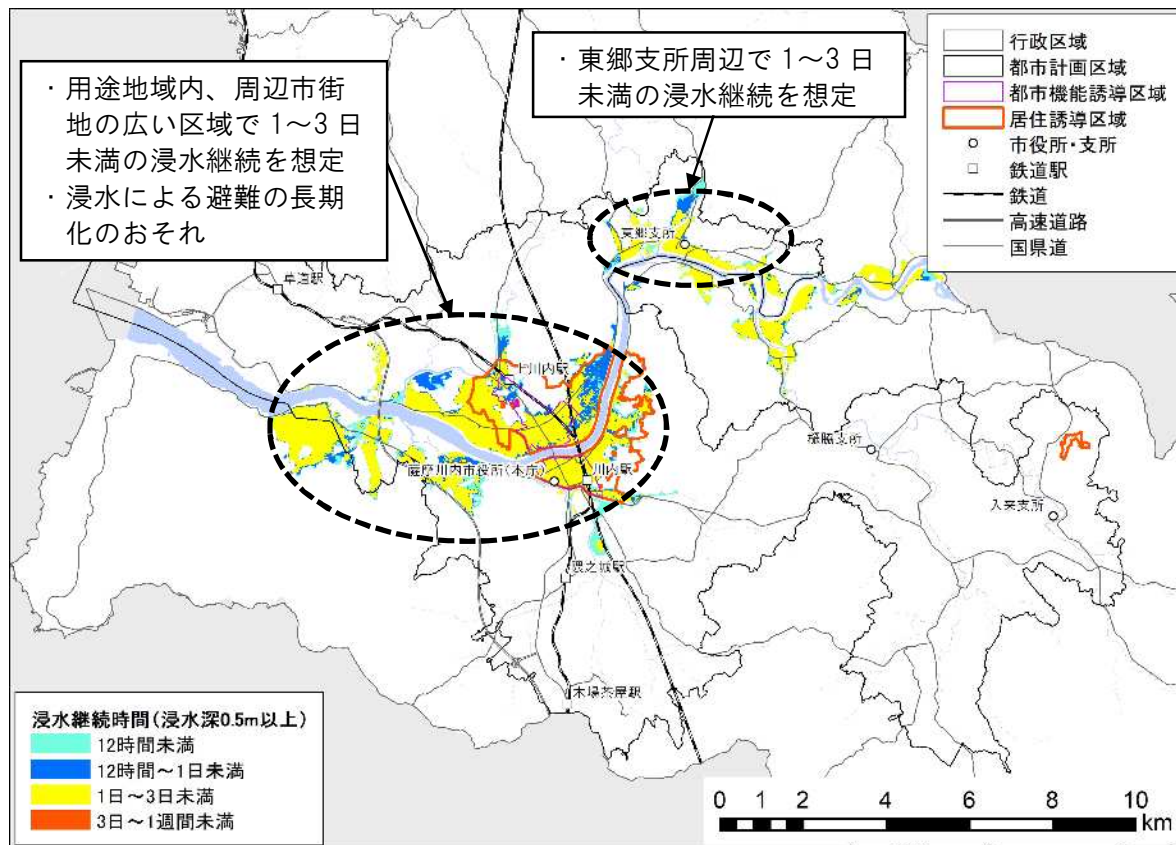 ・用途地域内、周辺市街
地の広い区域で1~3日
未満の浸水継続を想定
・浸水による避難の長期
化のおそれ
・東郷支所周辺で1~3日
未満の浸水継続を想定
行政区域
都市計画区域
都市機能誘導区域
居住誘導区域
市役所・支所
鉄道駅
鉄道
高速道路
国県道
東郷支所
草道駅
上川内駅
樋脇支所
薩摩川内市役所(本庁)
川内駅
入来支所
隈之城駅
木場茶屋駅
浸水継続時間(浸水深0.5m以上)
12時間未満
12時間~1日未満
1日~3日未満
3日~1週間未満
0 1 2 4 6 8 10
km